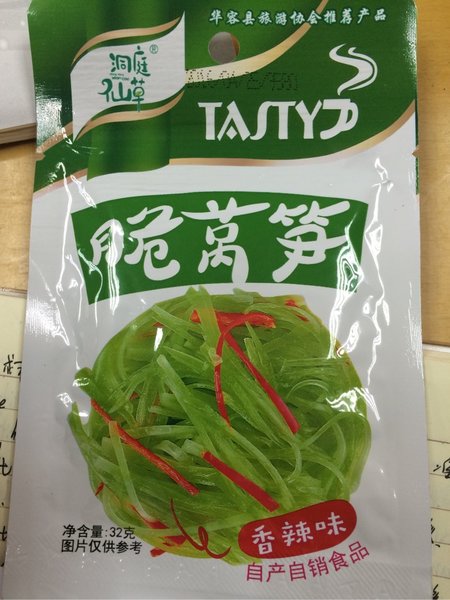 华容县旅游协会推荐产品
洞庭
仙草
®
TASTY
脆莴笋
净含量:32克
图片仅供参考
香辣味
自产自销食品